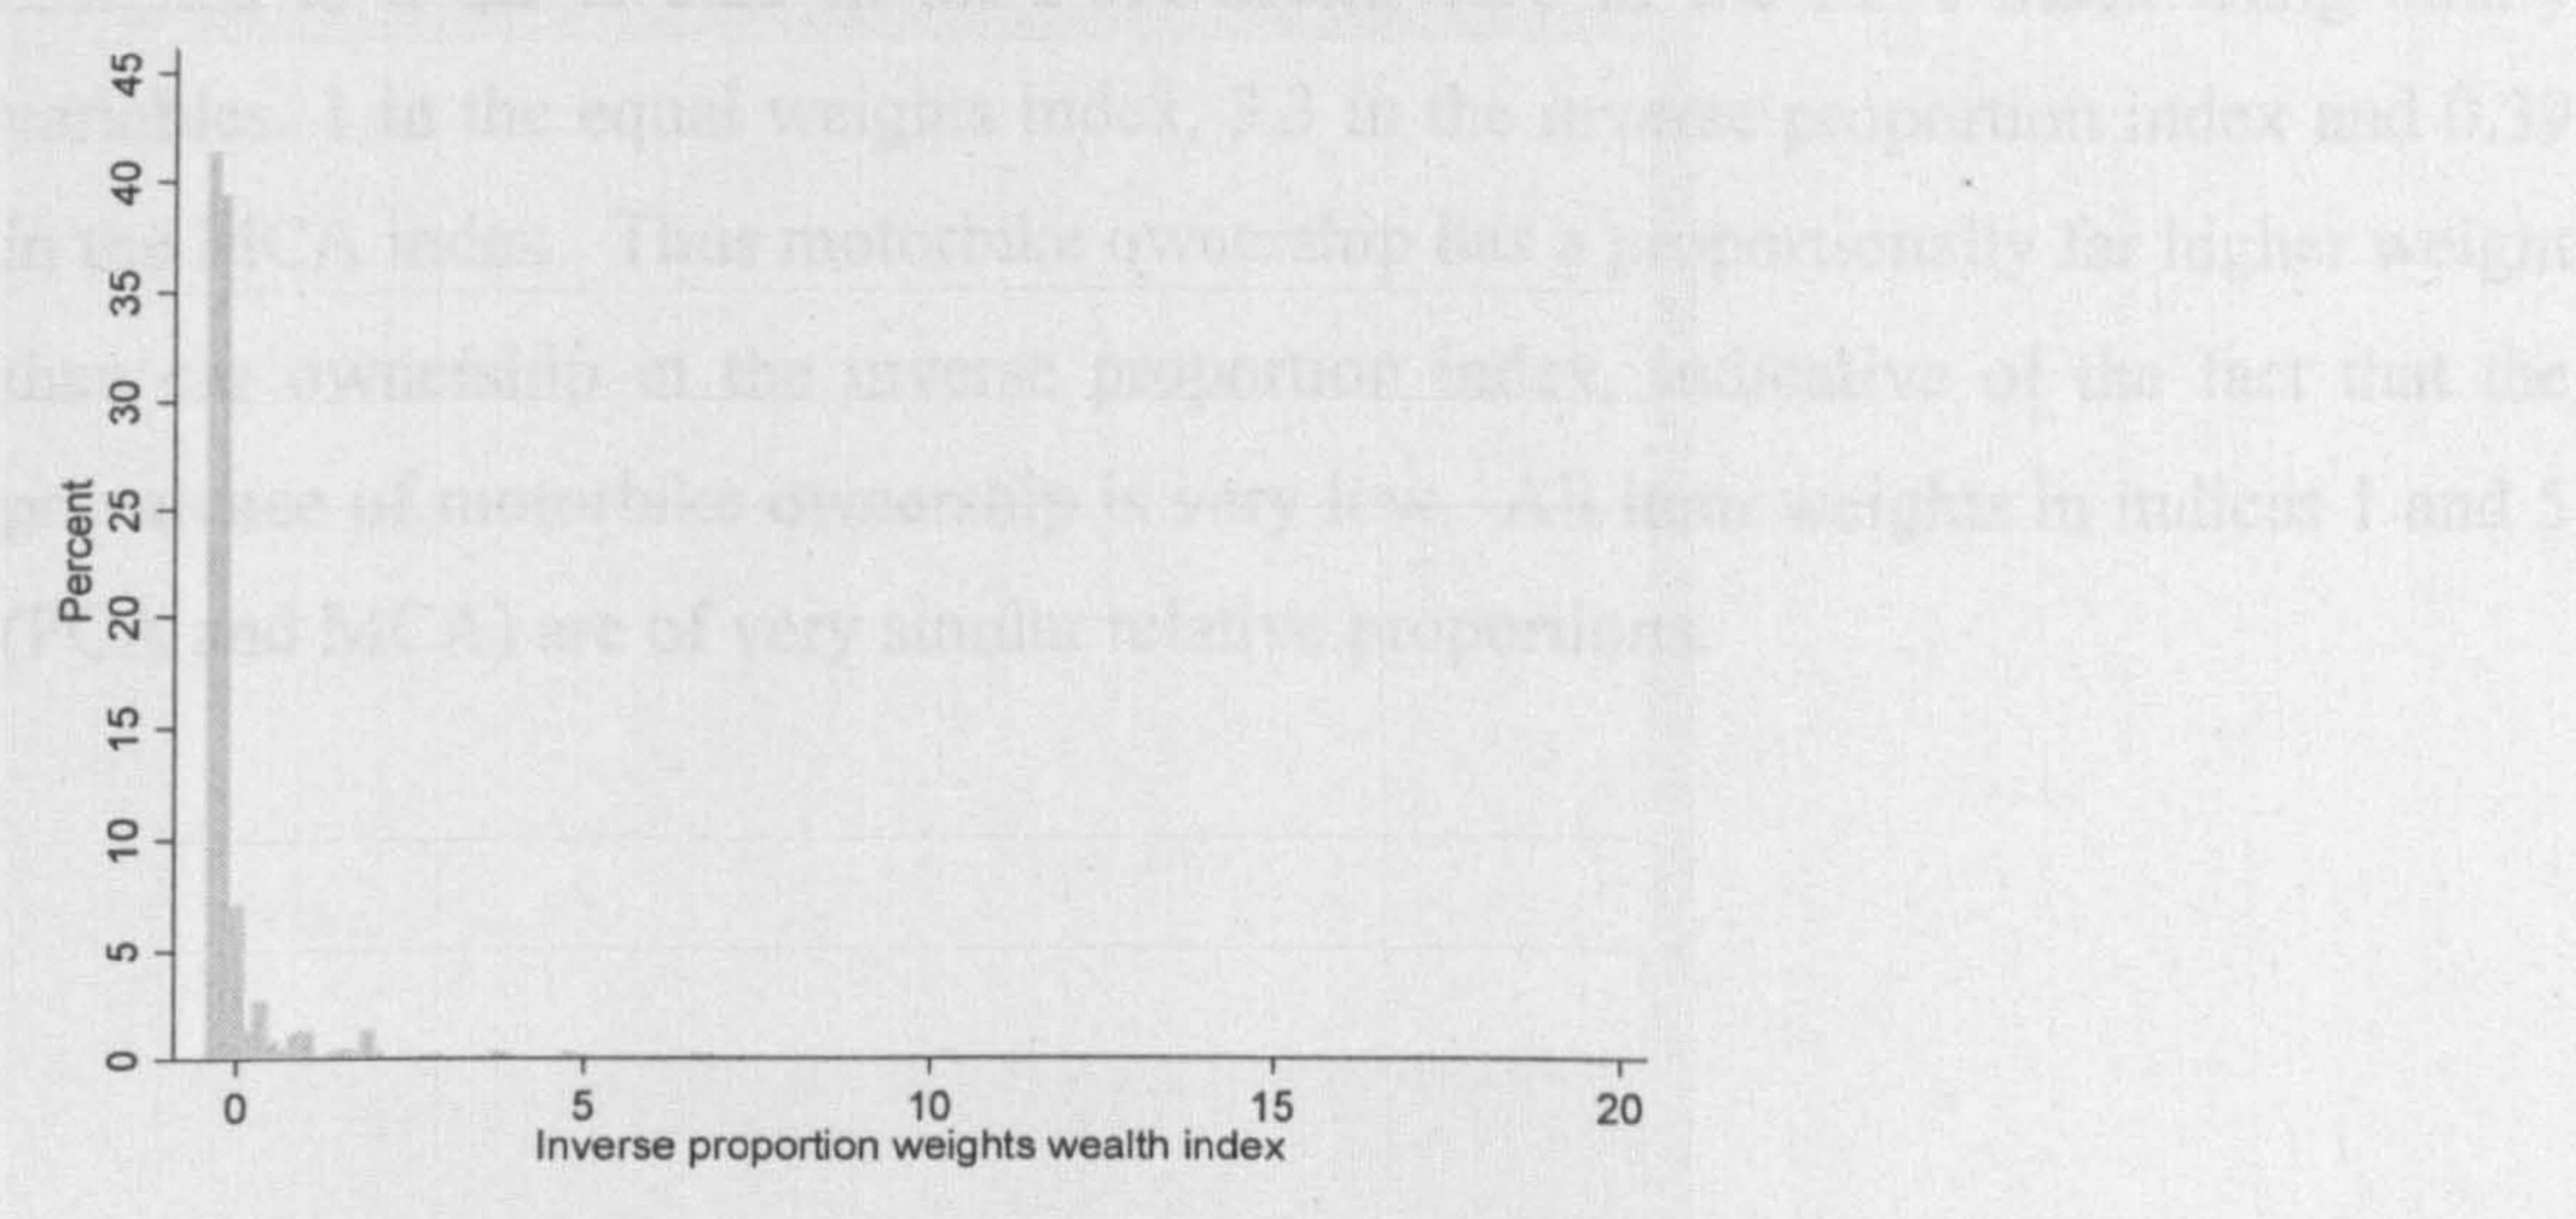 variables. 1 in the equal weights index, 3.3 in the inverse proportion index and 0.39
in the MCA index. Thus motorbike ownership has a proportionally far higher weight
ownership in the inverse proportion index, indicative of the fact that the
of motorbike ownership is very low. All item weights in indices 1 and 5
and MCA) are of very similar relative proportions.
45
40
35
30
25
20
15
10
5
0
Percent
0 5 10 15 20
Inverse proportion weights wealth index